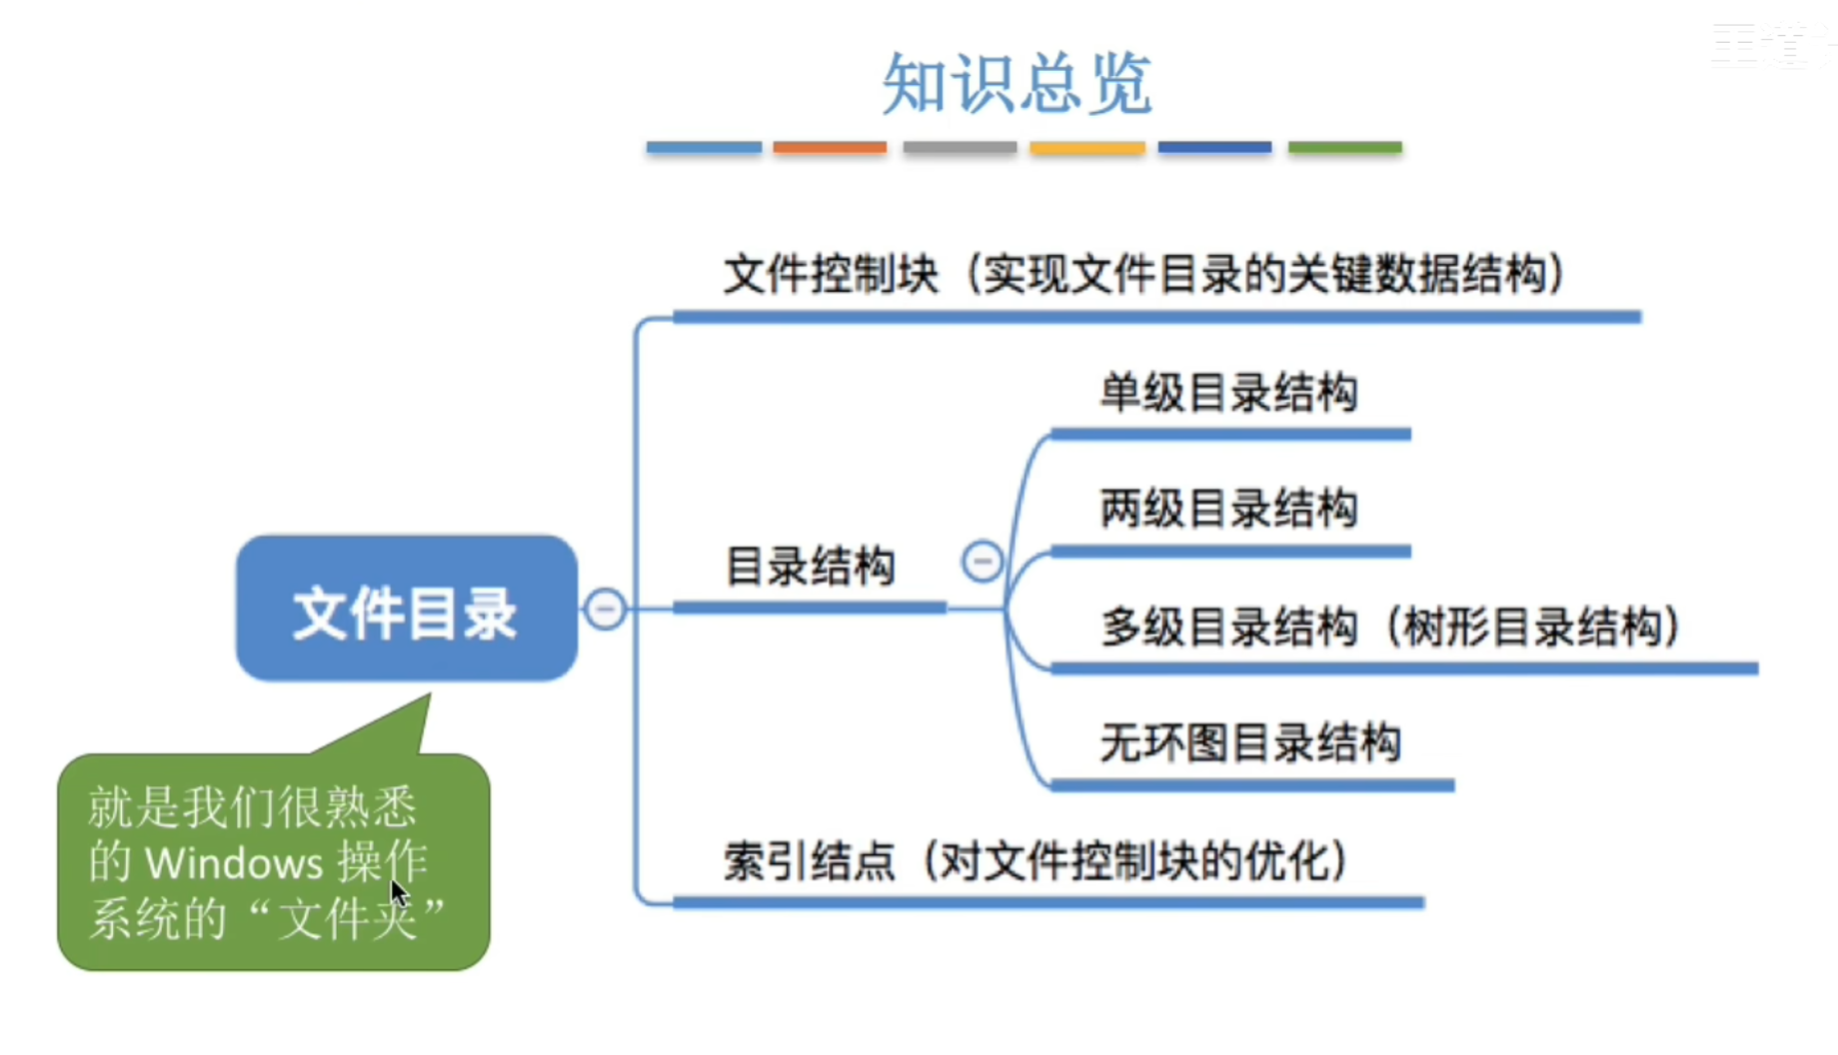 知识总览
文件控制块（实现文件目录的关键数据结构）
单级目录结构
两级目录结构
目录结构
多级目录结构（树形目录结构）
无环图目录结构
索引结点（对文件控制块的优化）
文件目录
就是我们很熟悉
的 Windows 操作
系统的“文件夹”